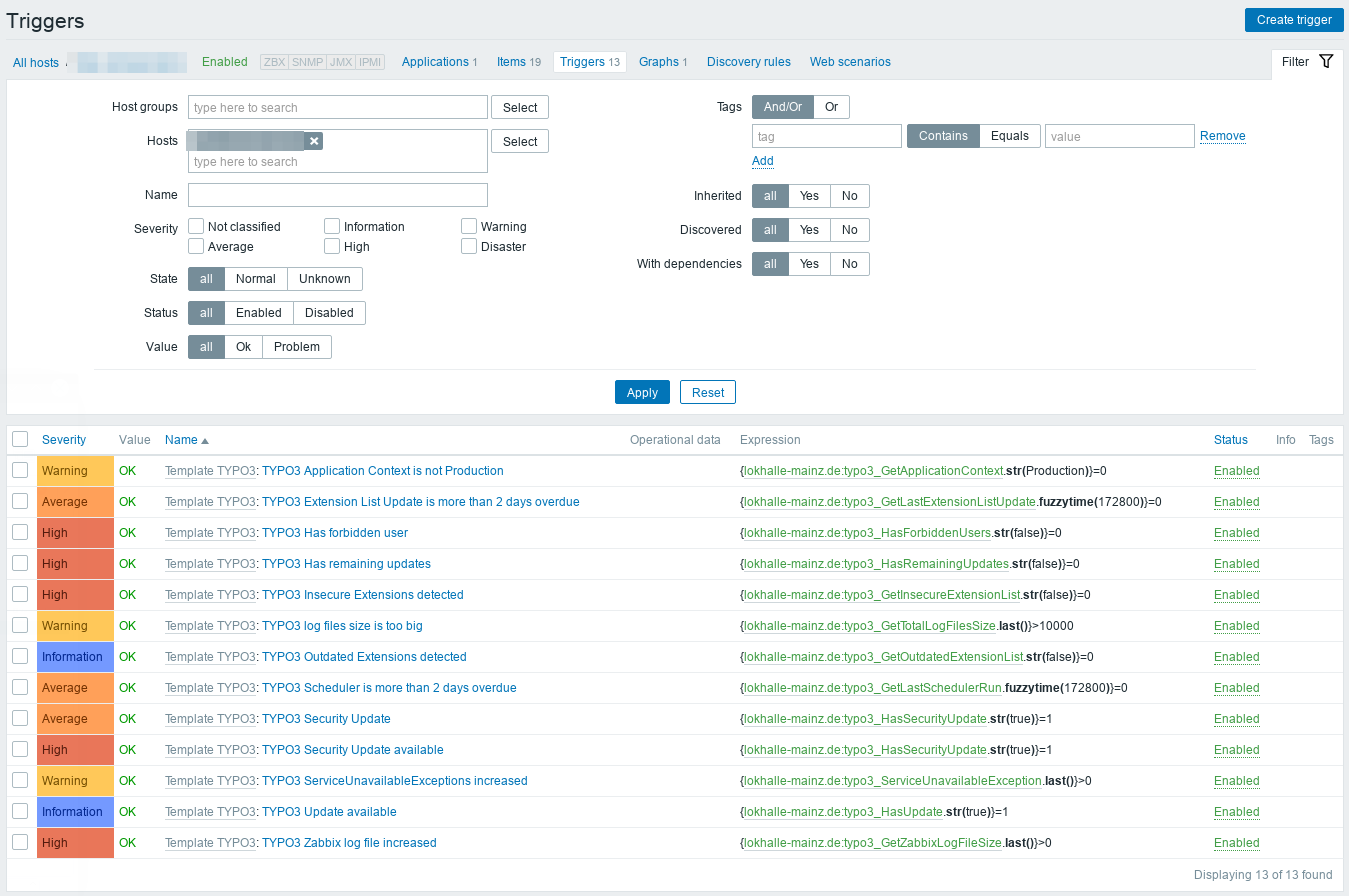 Triggers
Create trigger
All hosts /
Enabled ZBX SNMP JMX IPMI Applications 1 Items 19 Triggers 13 Graphs 1 Discovery rules Web scenarios
Filter
Host groups type here to search Select
Tags And/Or Or
Hosts Select
type here to search
tag Contains Equals value Remove
Add
Name
Inherited all Yes No
Severity Not classified Information Warning
Average High Disaster
Discovered all Yes No
With dependencies all Yes No
State all Normal Unknown
Status all Enabled Disabled
Value all Ok Problem
Apply Reset
Severity Value Name Operational data Expression Status Info Tags
Warning OK Template TYPO3: TYPO3 Application Context is not Production {lokhalle-mainz.de:typo3_GetApplicationContext.str(Production)}=0 Enabled
Average OK Template TYPO3: TYPO3 Extension List Update is more than 2 days overdue {lokhalle-mainz.de:typo3_GetLastExtensionListUpdate.fuzzytime(172800)}=0 Enabled
High OK Template TYPO3: TYPO3 Has forbidden user {lokhalle-mainz.de:typo3_HasForbiddenUsers.str(false)}=0 Enabled
High OK Template TYPO3: TYPO3 Has remaining updates {lokhalle-mainz.de:typo3_HasRemainingUpdates.str(false)}=0 Enabled
High OK Template TYPO3: TYPO3 Insecure Extensions detected {lokhalle-mainz.de:typo3_GetInsecureExtensionList.str(false)}=0 Enabled
Warning OK Template TYPO3: TYPO3 log files size is too big {lokhalle-mainz.de:typo3_GetTotalLogFilesSize.last()}>10000 Enabled
Information OK Template TYPO3: TYPO3 Outdated Extensions detected {lokhalle-mainz.de:typo3_GetOutdatedExtensionList.str(false)}=0 Enabled
Average OK Template TYPO3: TYPO3 Scheduler is more than 2 days overdue {lokhalle-mainz.de:typo3_GetLastSchedulerRun.fuzzytime(172800)}=0 Enabled
Average OK Template TYPO3: TYPO3 Security Update {lokhalle-mainz.de:typo3_HasSecurityUpdate.str(true)}=1 Enabled
High OK Template TYPO3: TYPO3 Security Update available {lokhalle-mainz.de:typo3_HasSecurityUpdate.str(true)}=1 Enabled
Warning OK Template TYPO3: TYPO3 ServiceUnavailableExceptions increased {lokhalle-mainz.de:typo3_ServiceUnavailableException.last()}>0 Enabled
Information OK Template TYPO3: TYPO3 Update available {lokhalle-mainz.de:typo3_HasUpdate.str(true)}=1 Enabled
High OK Template TYPO3: TYPO3 Zabbix log file increased {lokhalle-mainz.de:typo3_GetZabbixLogFileSize.last()}>0 Enabled
Displaying 13 of 13 found